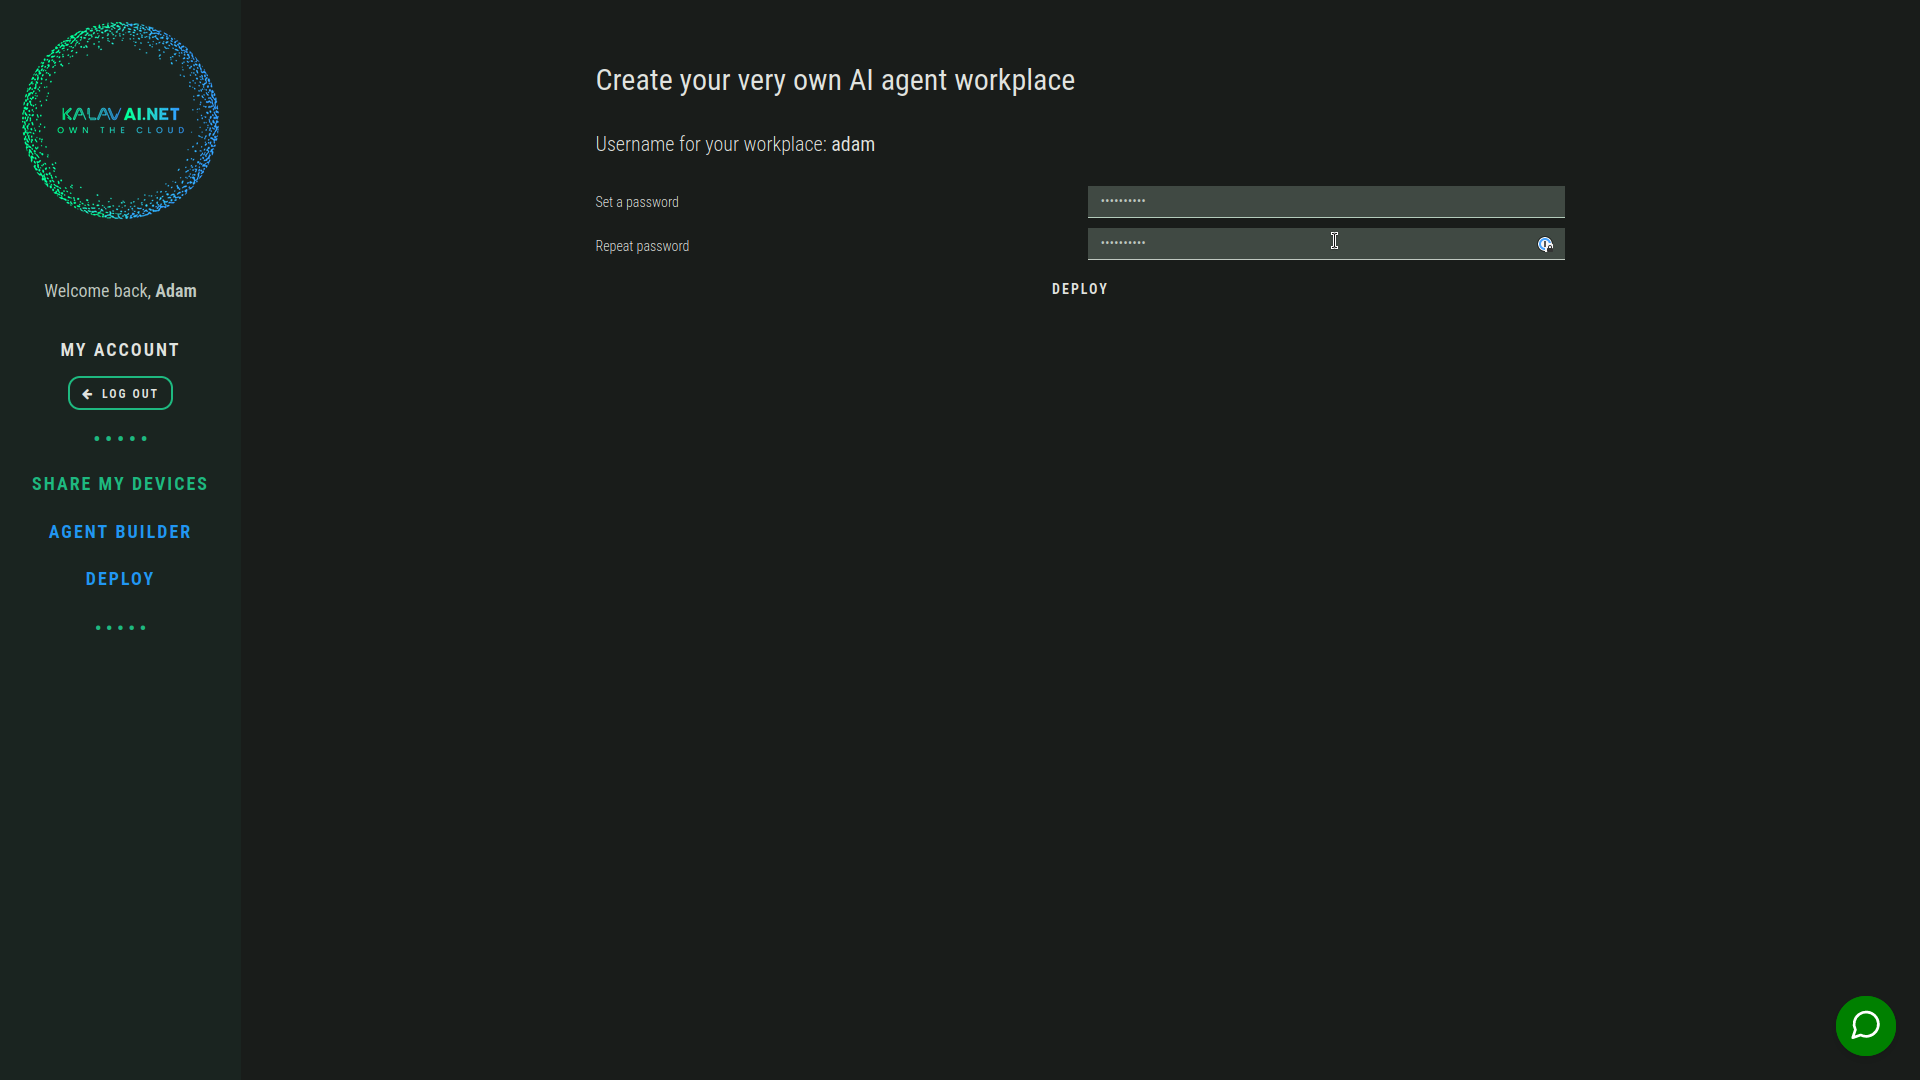 KALAVAI.NET
OWN THE CLOUD
Welcome back, Adam
MY ACCOUNT
LOG OUT
SHARE MY DEVICES
AGENT BUILDER
DEPLOY
Create your very own AI agent workplace
Username for your workplace: adam
Set a password
••••••••••
Repeat password
••••••••••
DEPLOY